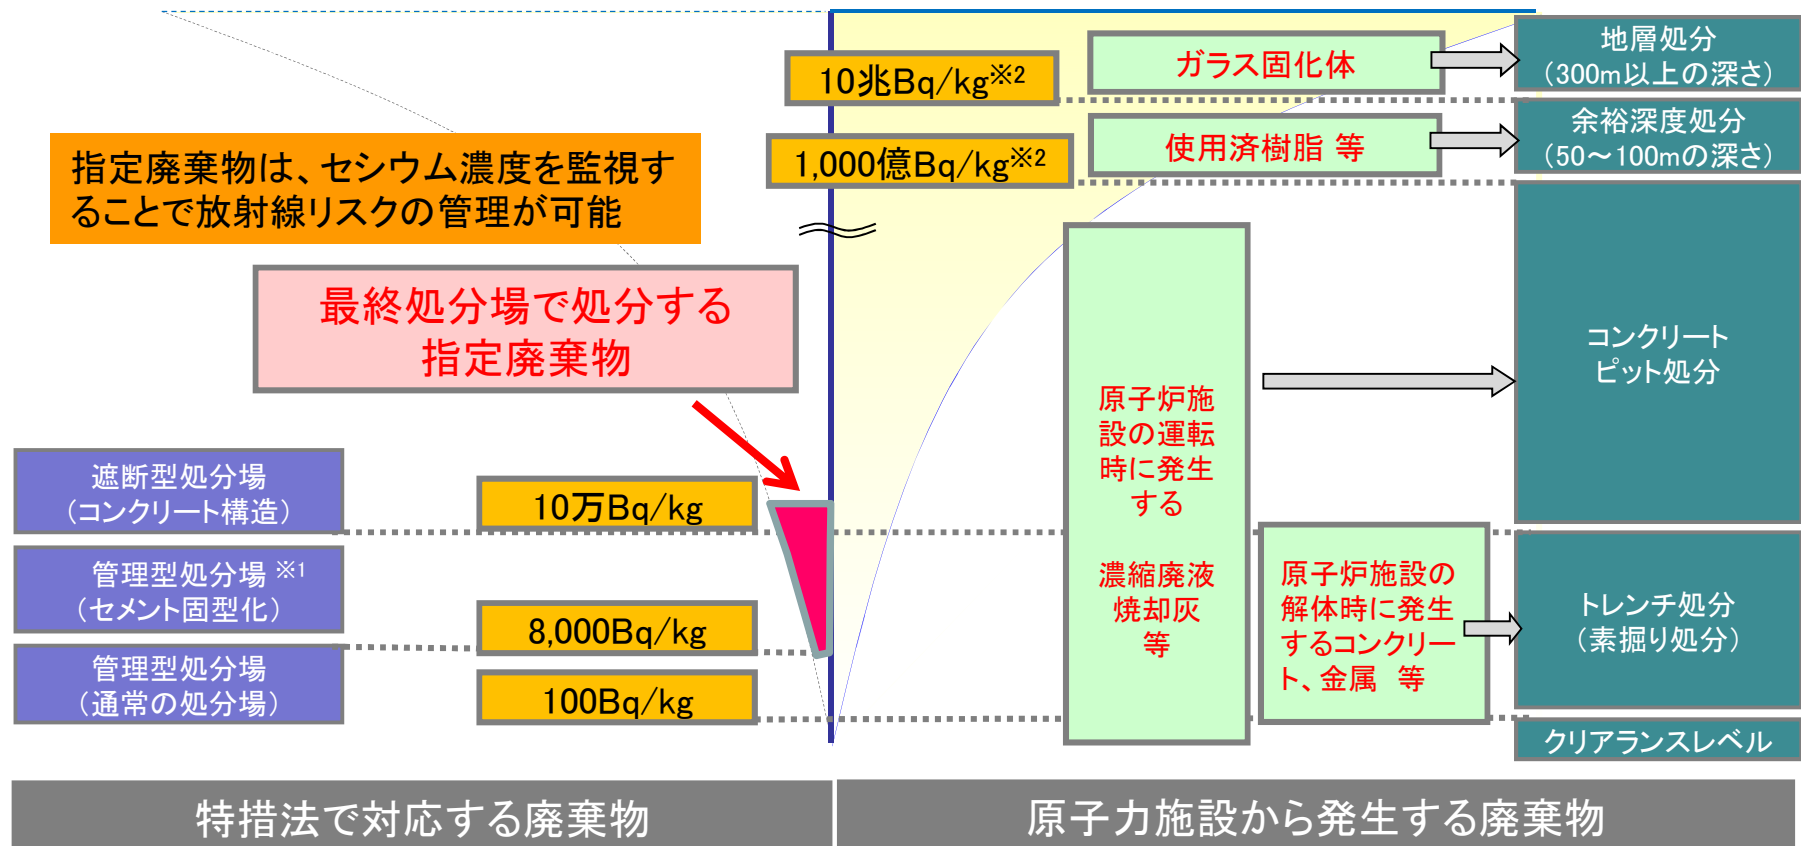 10兆Bq/kg※2
ガラス固化体
地層処分
（300m以上の深さ）
1,000億Bq/kg※2
使用済樹脂 等
余裕深度処分
（50～100mの深さ）
指定廃棄物は、セシウム濃度を監視す
ることで放射線リスクの管理が可能
最終処分場で処分する
指定廃棄物
原子炉施
設の運転
時に発生
する
濃縮廃液
焼却灰
等
コンクリート
ピット処分
遮断型処分場
（コンクリート構造）
10万Bq/kg
管理型処分場※1
（セメント固型化）
8,000Bq/kg
原子炉施設の
解体時に発生
するコンクリー
ト、金属 等
トレンチ処分
（素掘り処分）
管理型処分場
（通常の処分場）
100Bq/kg
クリアランスレベル
特措法で対応する廃棄物
原子力施設から発生する廃棄物